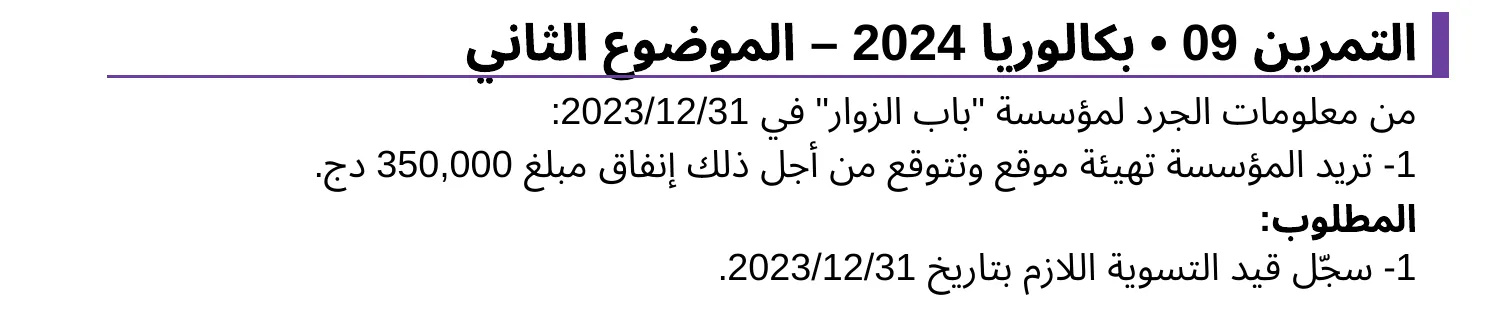 التمرين 09 • بكالوريا 2024 – الموضوع الثاني
من معلومات الجرد لمؤسسة "باب الزوار" في 2023/12/31:
1- تريد المؤسسة تهيئة موقع وتتوقع من أجل ذلك إنفاق مبلغ 350,000 دج.
المطلوب:
1- سجّل قيد التسوية اللازم بتاريخ 2023/12/31.